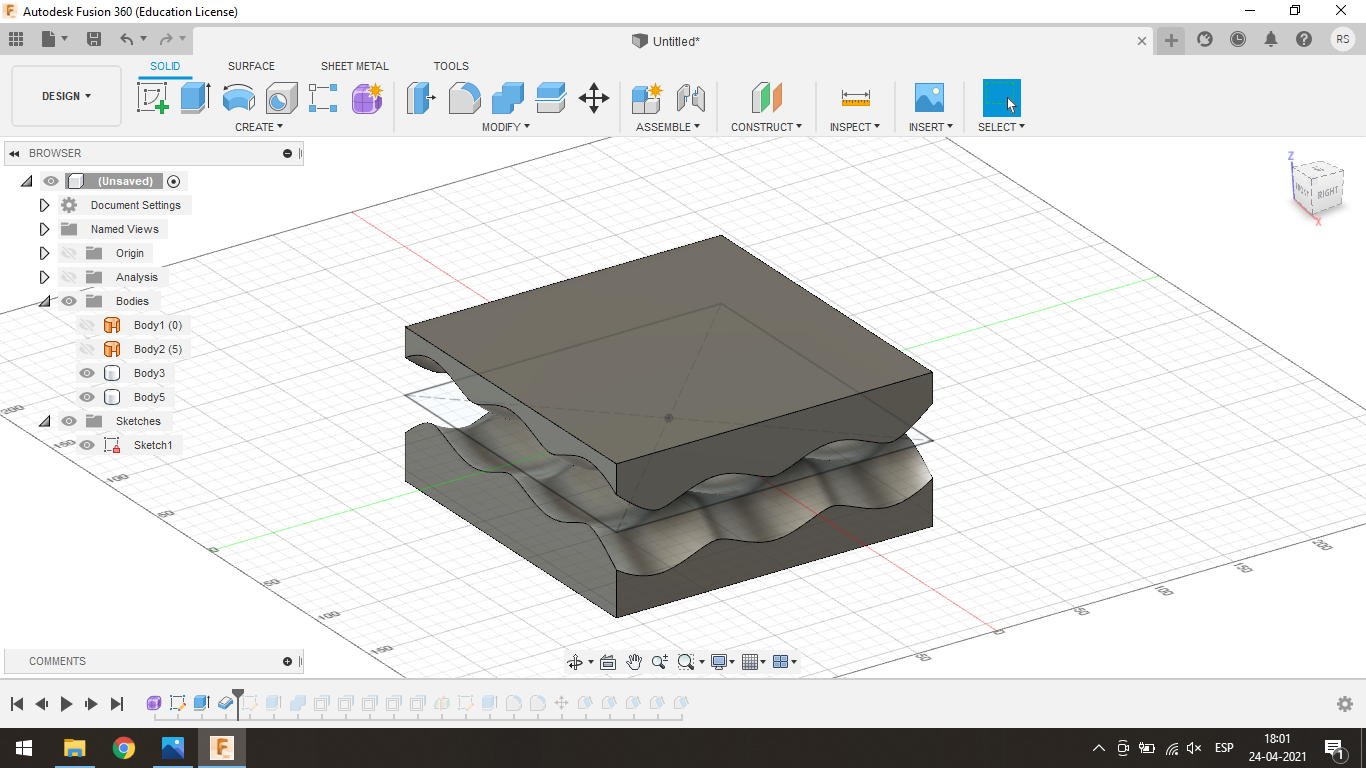 Autodesk Fusion 360 (Education License)
Untitled*
RS
SOLID
SURFACE
SHEET METAL
TOOLS
DESIGN
CREATE
MODIFY
ASSEMBLE
CONSTRUCT
INSPECT
INSERT
SELECT
BROWSER
(Unsaved)
Document Settings
Named Views
Origin
Analysis
Bodies
Body1 (0)
Body2 (5)
Body3
Body5
Sketches
Sketch1
Z
RIGHT
X
200
150
100
50
0
50
100
150
50
0
50
100
150
200
COMMENTS
ESP
18:01
24-04-2021
1